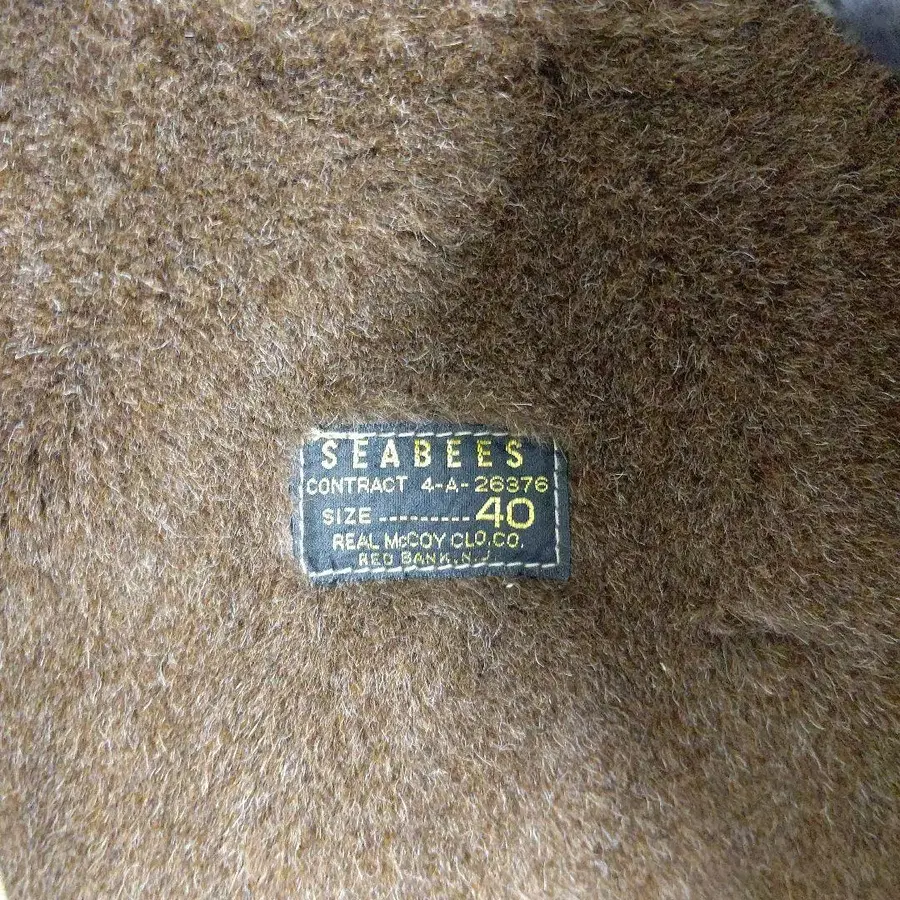 SEABEES
CONTRACT 4-A-26376
SIZE --------- 40
REAL McCOY CLO. CO.
RED BANK. N. J.